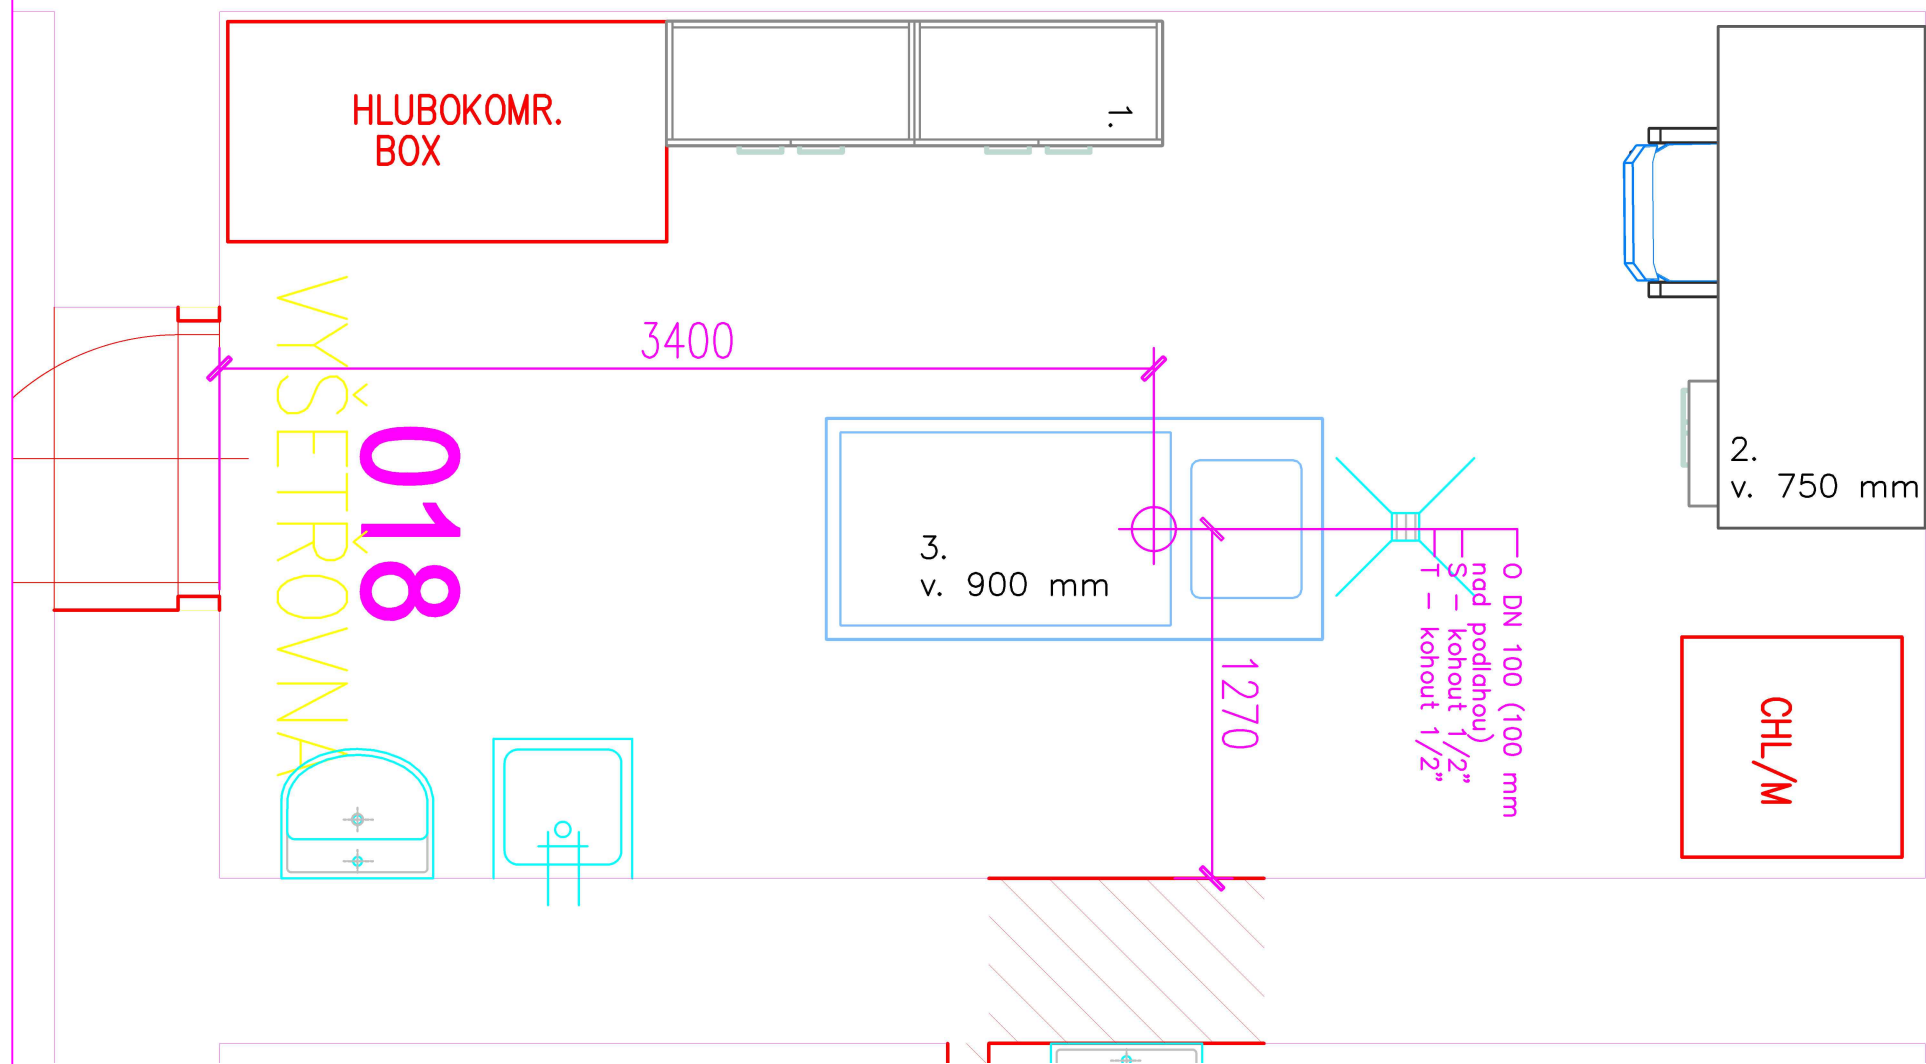 HLUBOKOMR.
BOX
1.
3400
2.
v. 750 mm
VYŠETŘOVNA
018
3.
v. 900 mm
O DN 100 (100 mm
nad podlahou)
S - kohout 1/2"
T - kohout 1/2"
1270
CHL/M